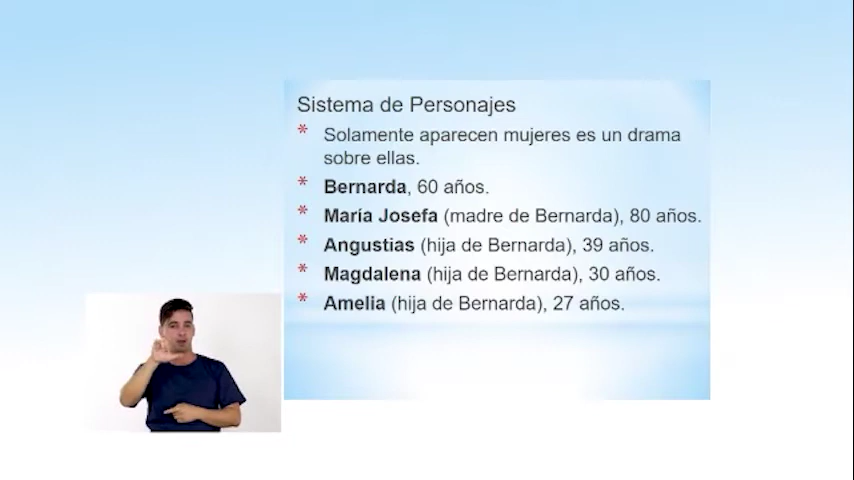 Sistema de Personajes
* Solamente aparecen mujeres es un drama
sobre ellas.
* Bernarda, 60 años.
* María Josefa (madre de Bernarda), 80 años.
* Angustias (hija de Bernarda), 39 años.
* Magdalena (hija de Bernarda), 30 años.
* Amelia (hija de Bernarda), 27 años.